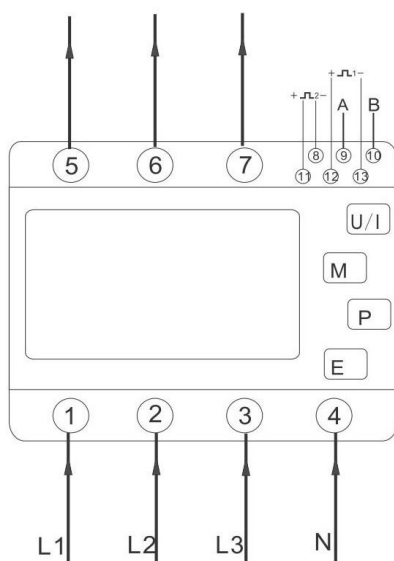 + ⎍ 1 -
+ ⎍ 2 - A B
5 6 7 8 9 10
11 12 13
U/I
M
P
E
1 2 3 4
L1 L2 L3 N